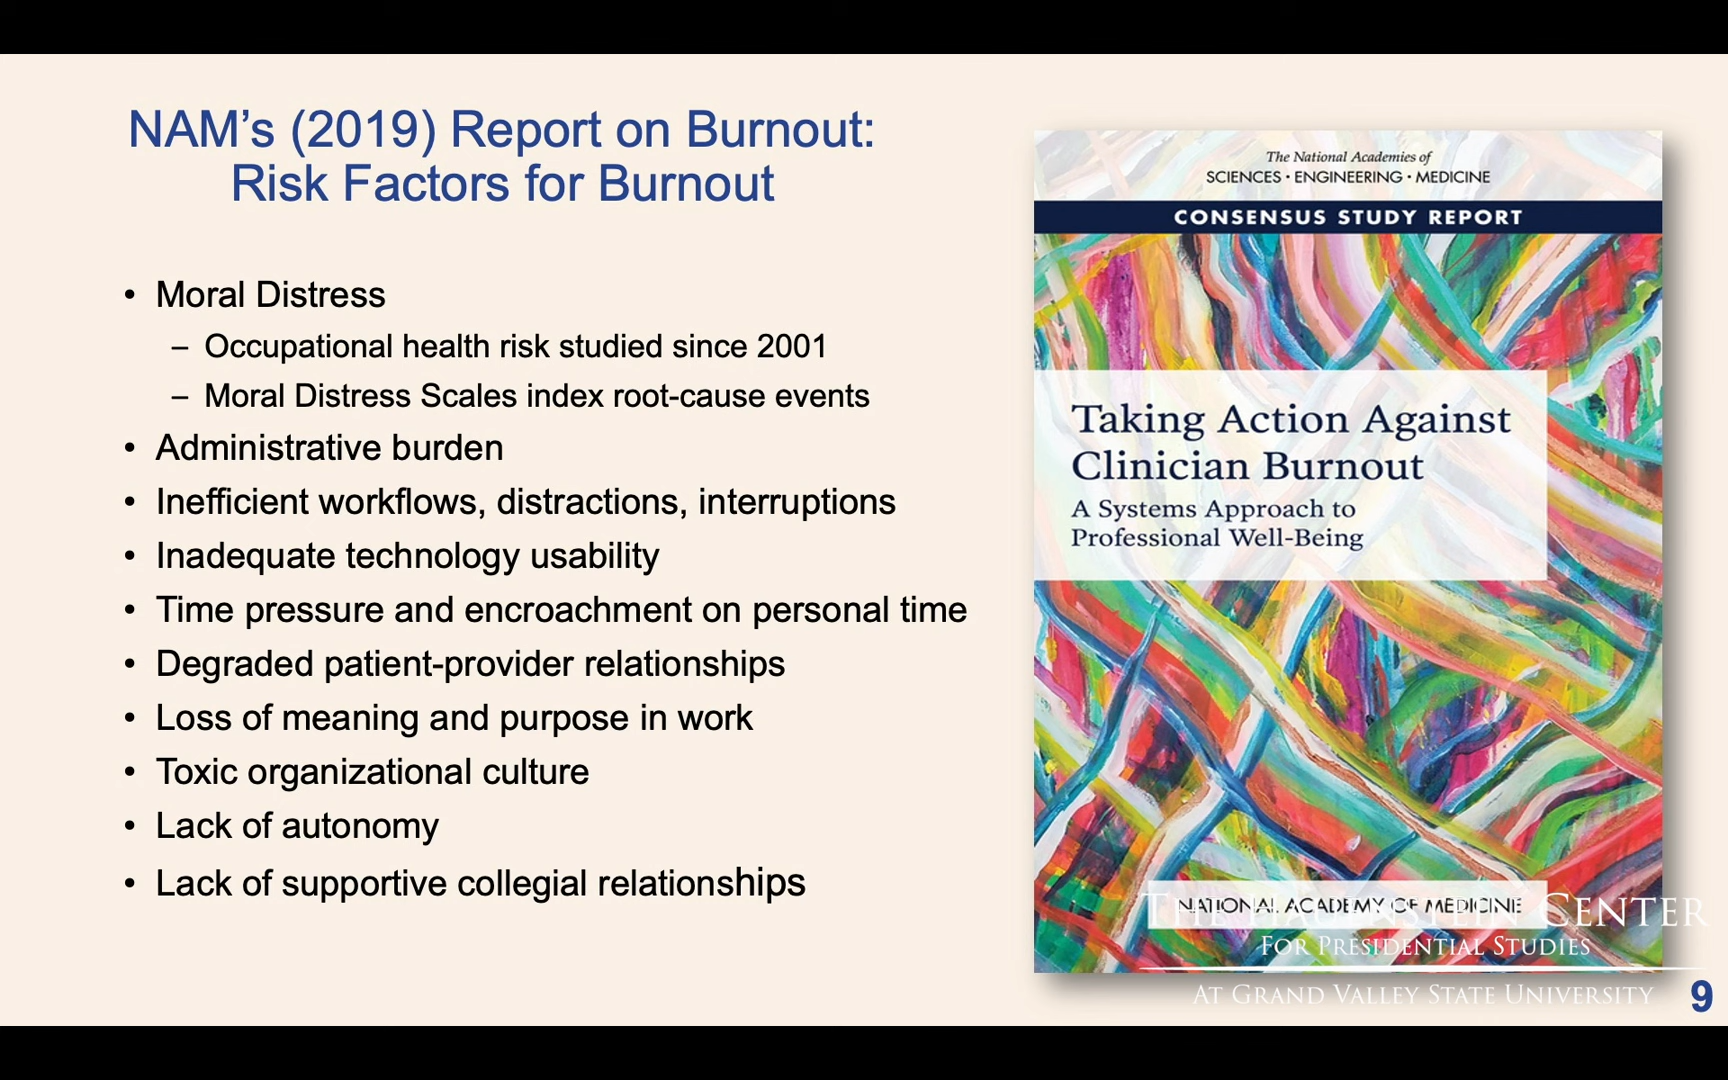 NAM’s (2019) Report on Burnout:
Risk Factors for Burnout
• Moral Distress
– Occupational health risk studied since 2001
– Moral Distress Scales index root-cause events
• Administrative burden
• Inefficient workflows, distractions, interruptions
• Inadequate technology usability
• Time pressure and encroachment on personal time
• Degraded patient-provider relationships
• Loss of meaning and purpose in work
• Toxic organizational culture
• Lack of autonomy
• Lack of supportive collegial relationships
The National Academies of
SCIENCES • ENGINEERING • MEDICINE
CONSENSUS STUDY REPORT
Taking Action Against
Clinician Burnout
A Systems Approach to
Professional Well-Being
NATIONAL ACADEMY OF MEDICINE
THE HAUENSTEIN CENTER
FOR PRESIDENTIAL STUDIES
AT GRAND VALLEY STATE UNIVERSITY
9